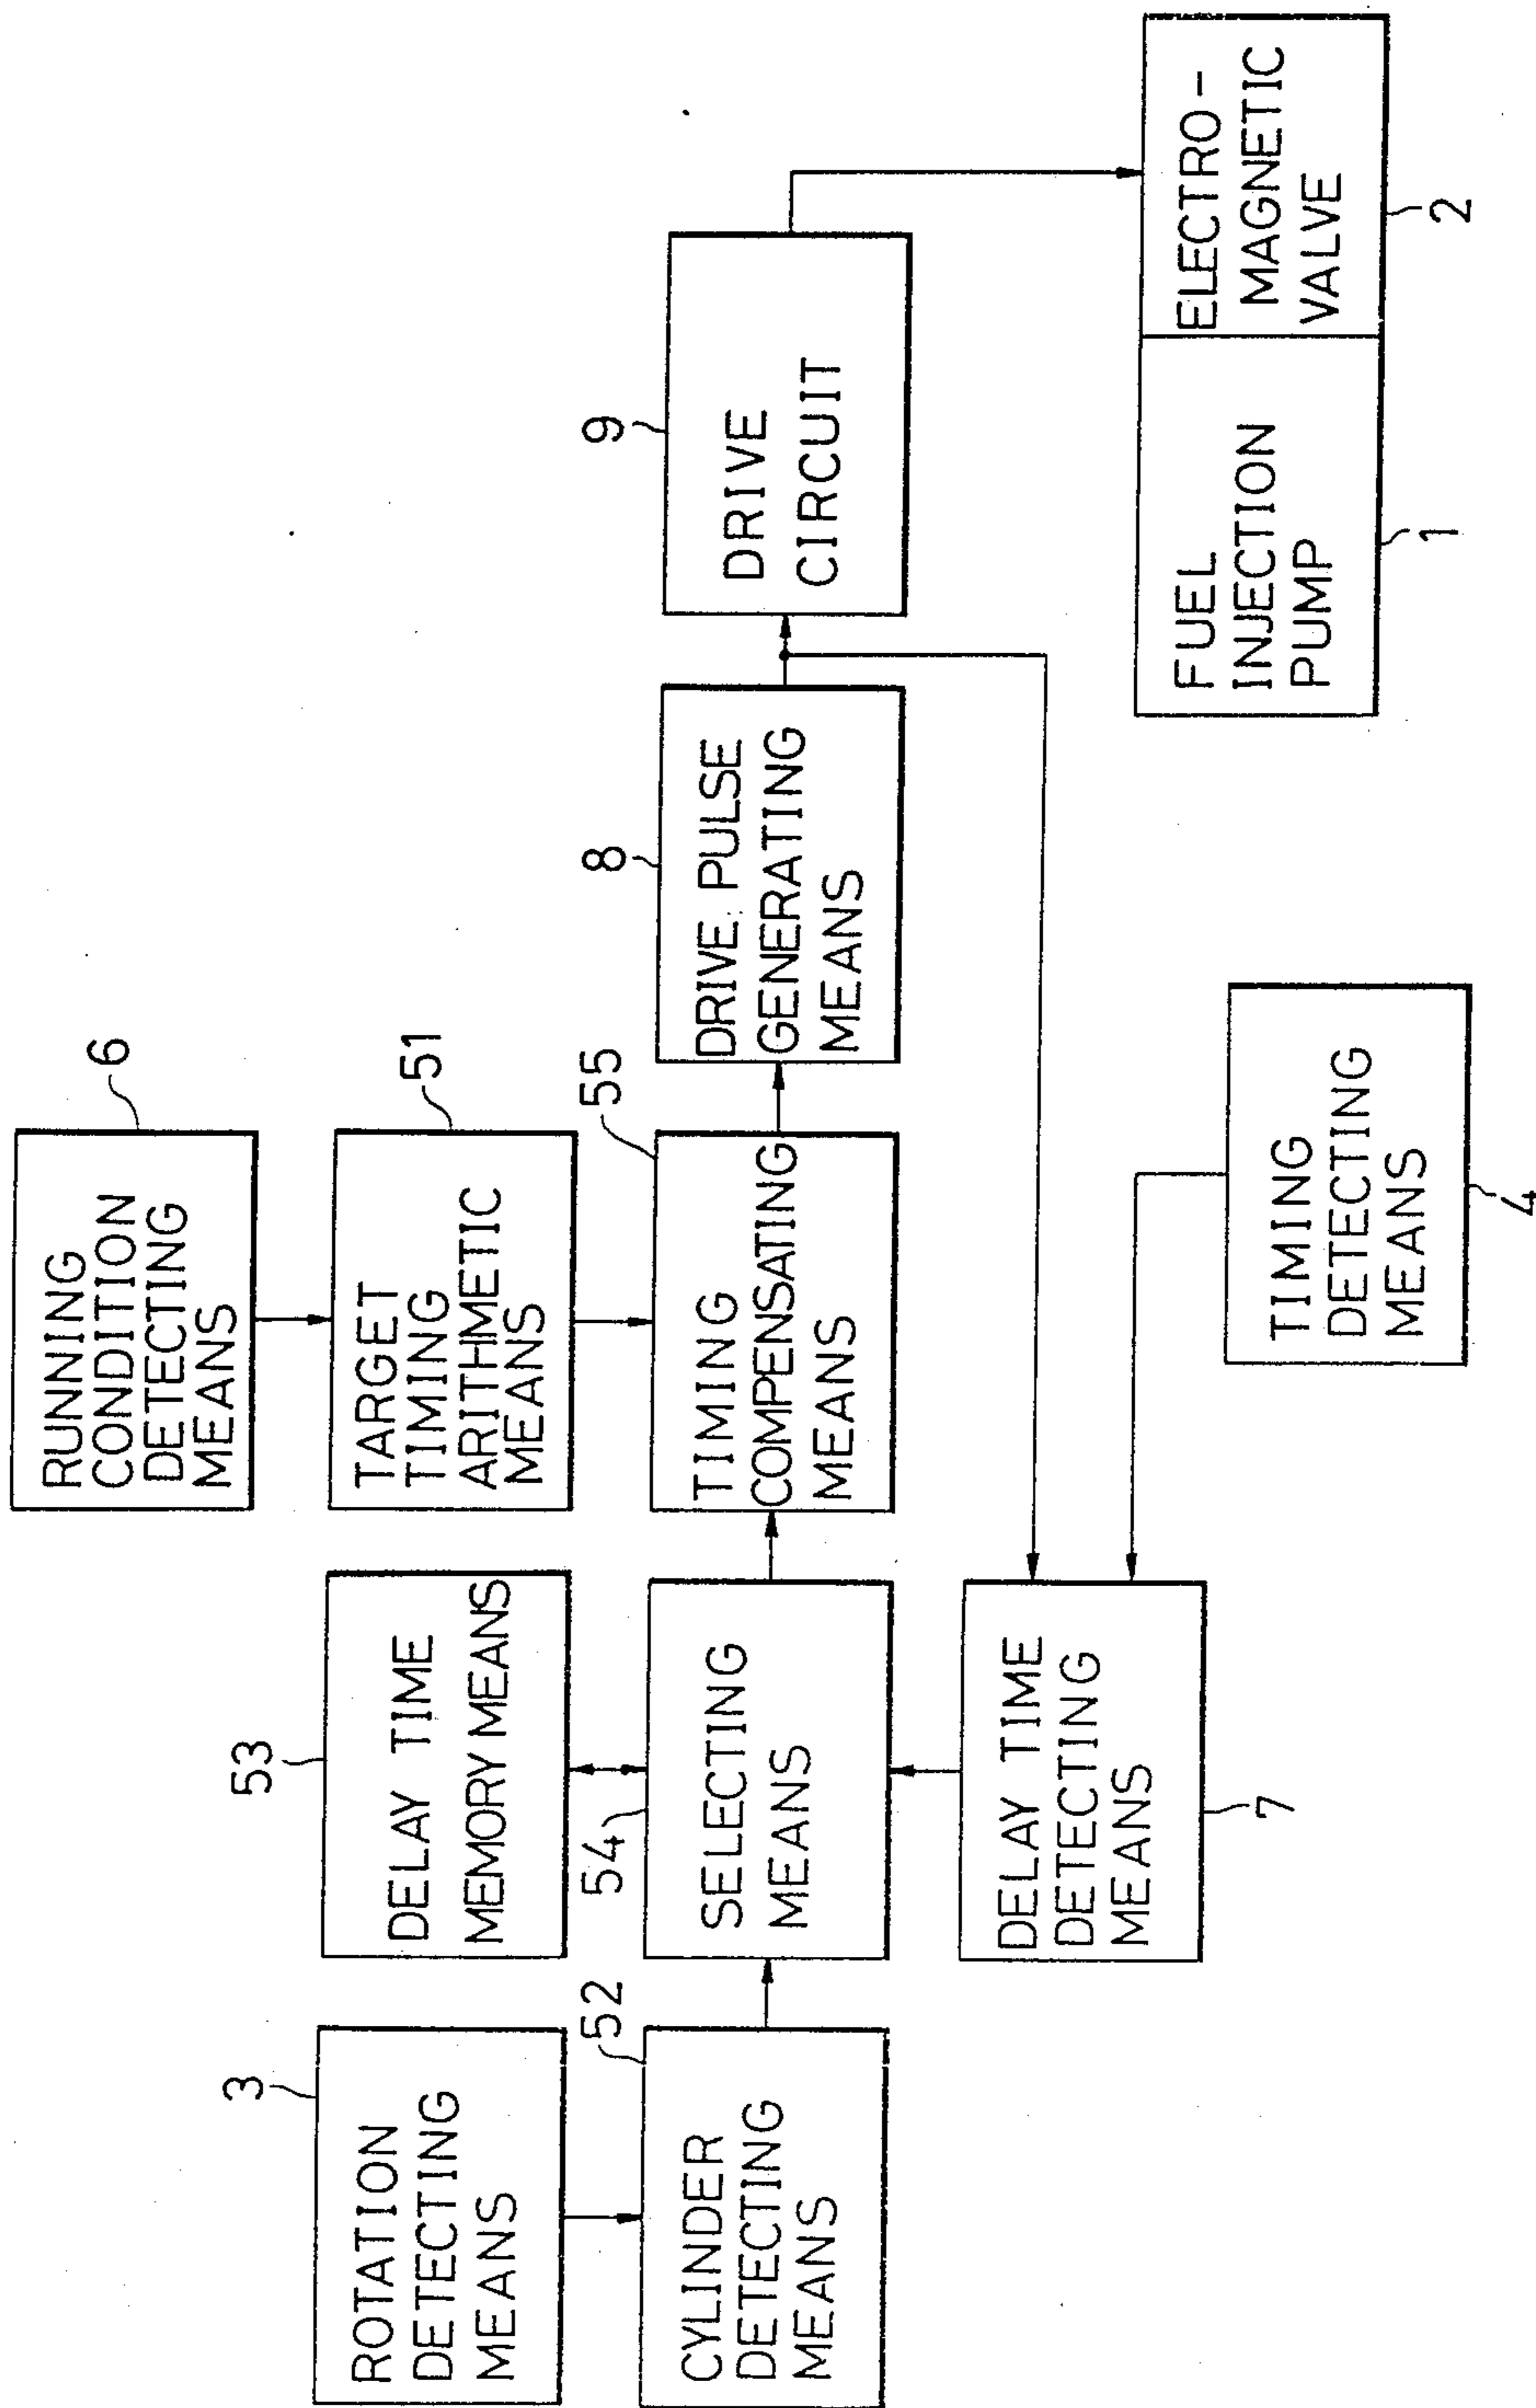 6
RUNNING
CONDITION
DETECTING
MEANS
3
ROTATION
DETECTING
MEANS
53
DELAY TIME
MEMORY MEANS
51
TARGET
TIMING
ARITHMETIC
MEANS
52
CYLINDER
DETECTING
MEANS
54
SELECTING
MEANS
55
TIMING
COMPENSATING
MEANS
8
DRIVE PULSE
GENERATING
MEANS
9
DRIVE
CIRCUIT
DELAY TIME
DETECTING
MEANS
7
TIMING
DETECTING
MEANS
4
FUEL
INJECTION
PUMP
1
ELECTRO-
MAGNETIC
VALVE
2